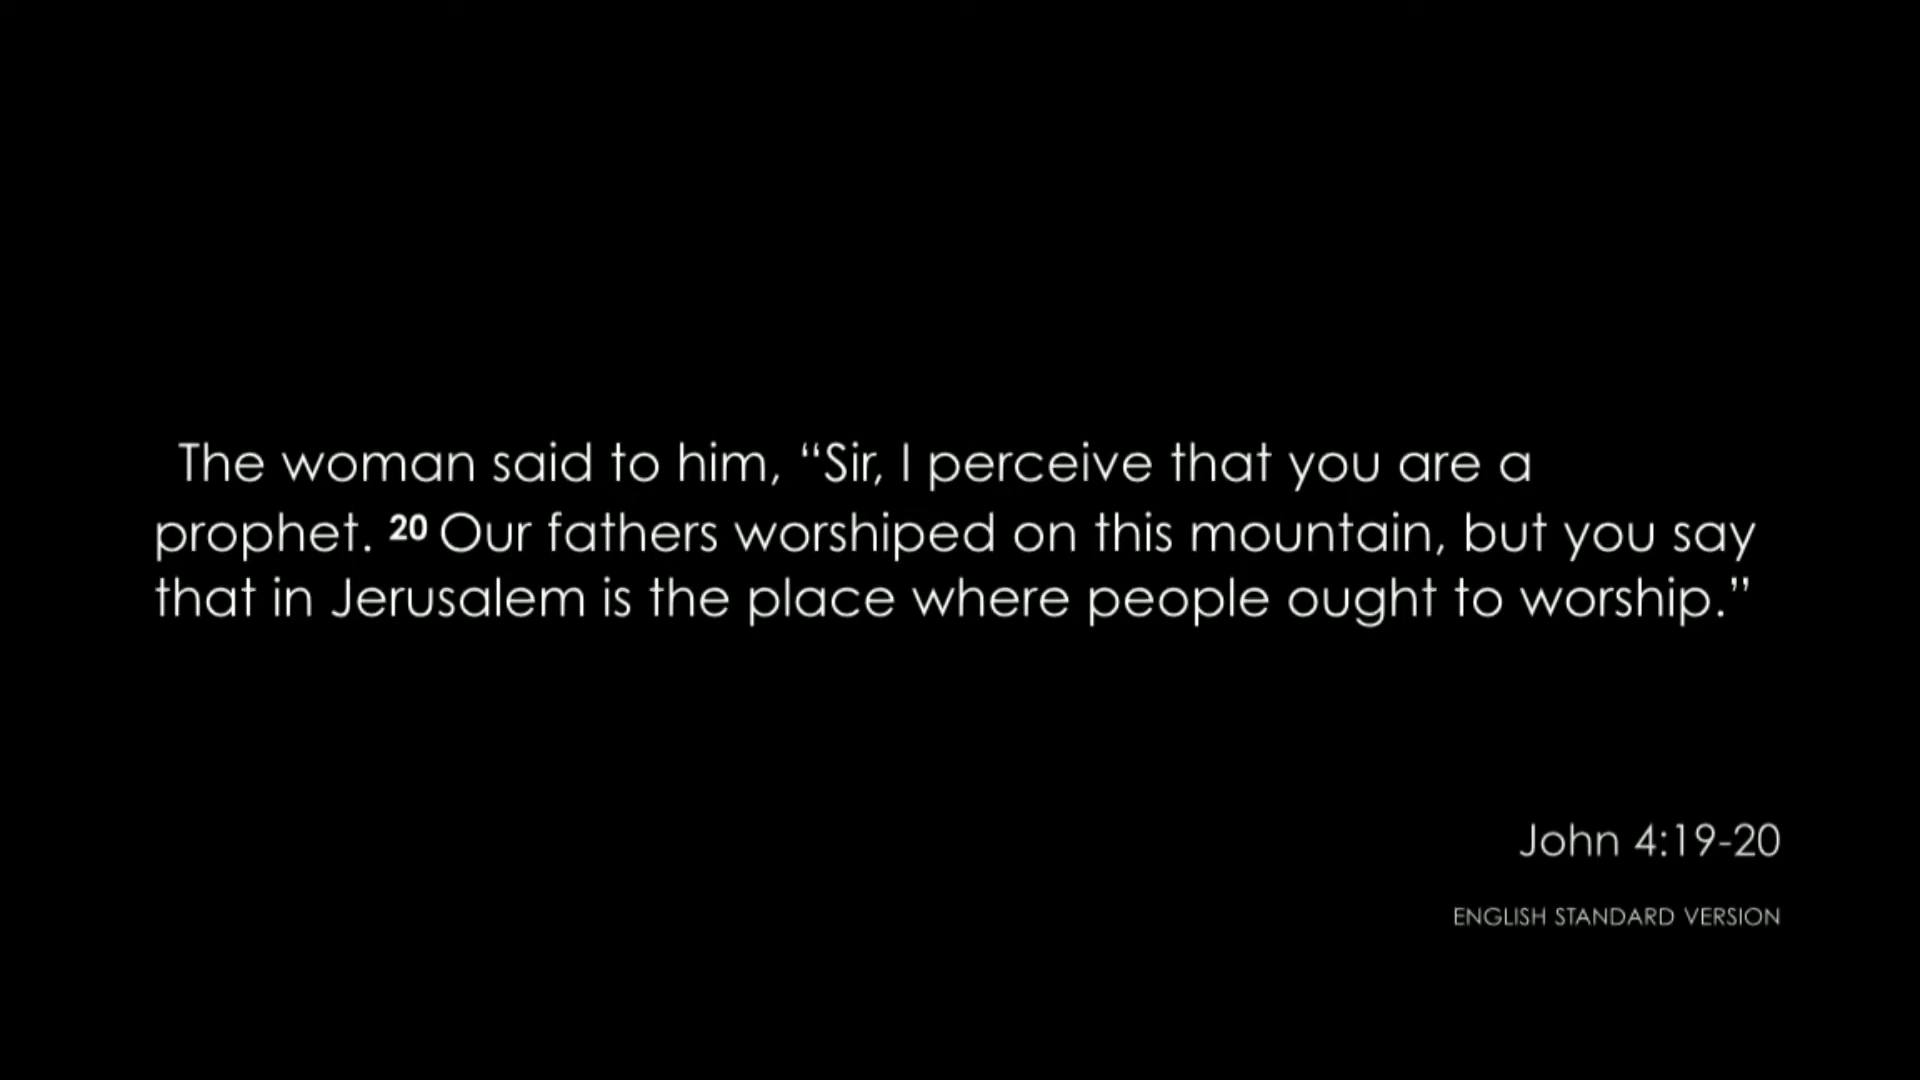 The woman said to him, “Sir, I perceive that you are a
prophet. 20 Our fathers worshiped on this mountain, but you say
that in Jerusalem is the place where people ought to worship.”
John 4:19-20
ENGLISH STANDARD VERSION